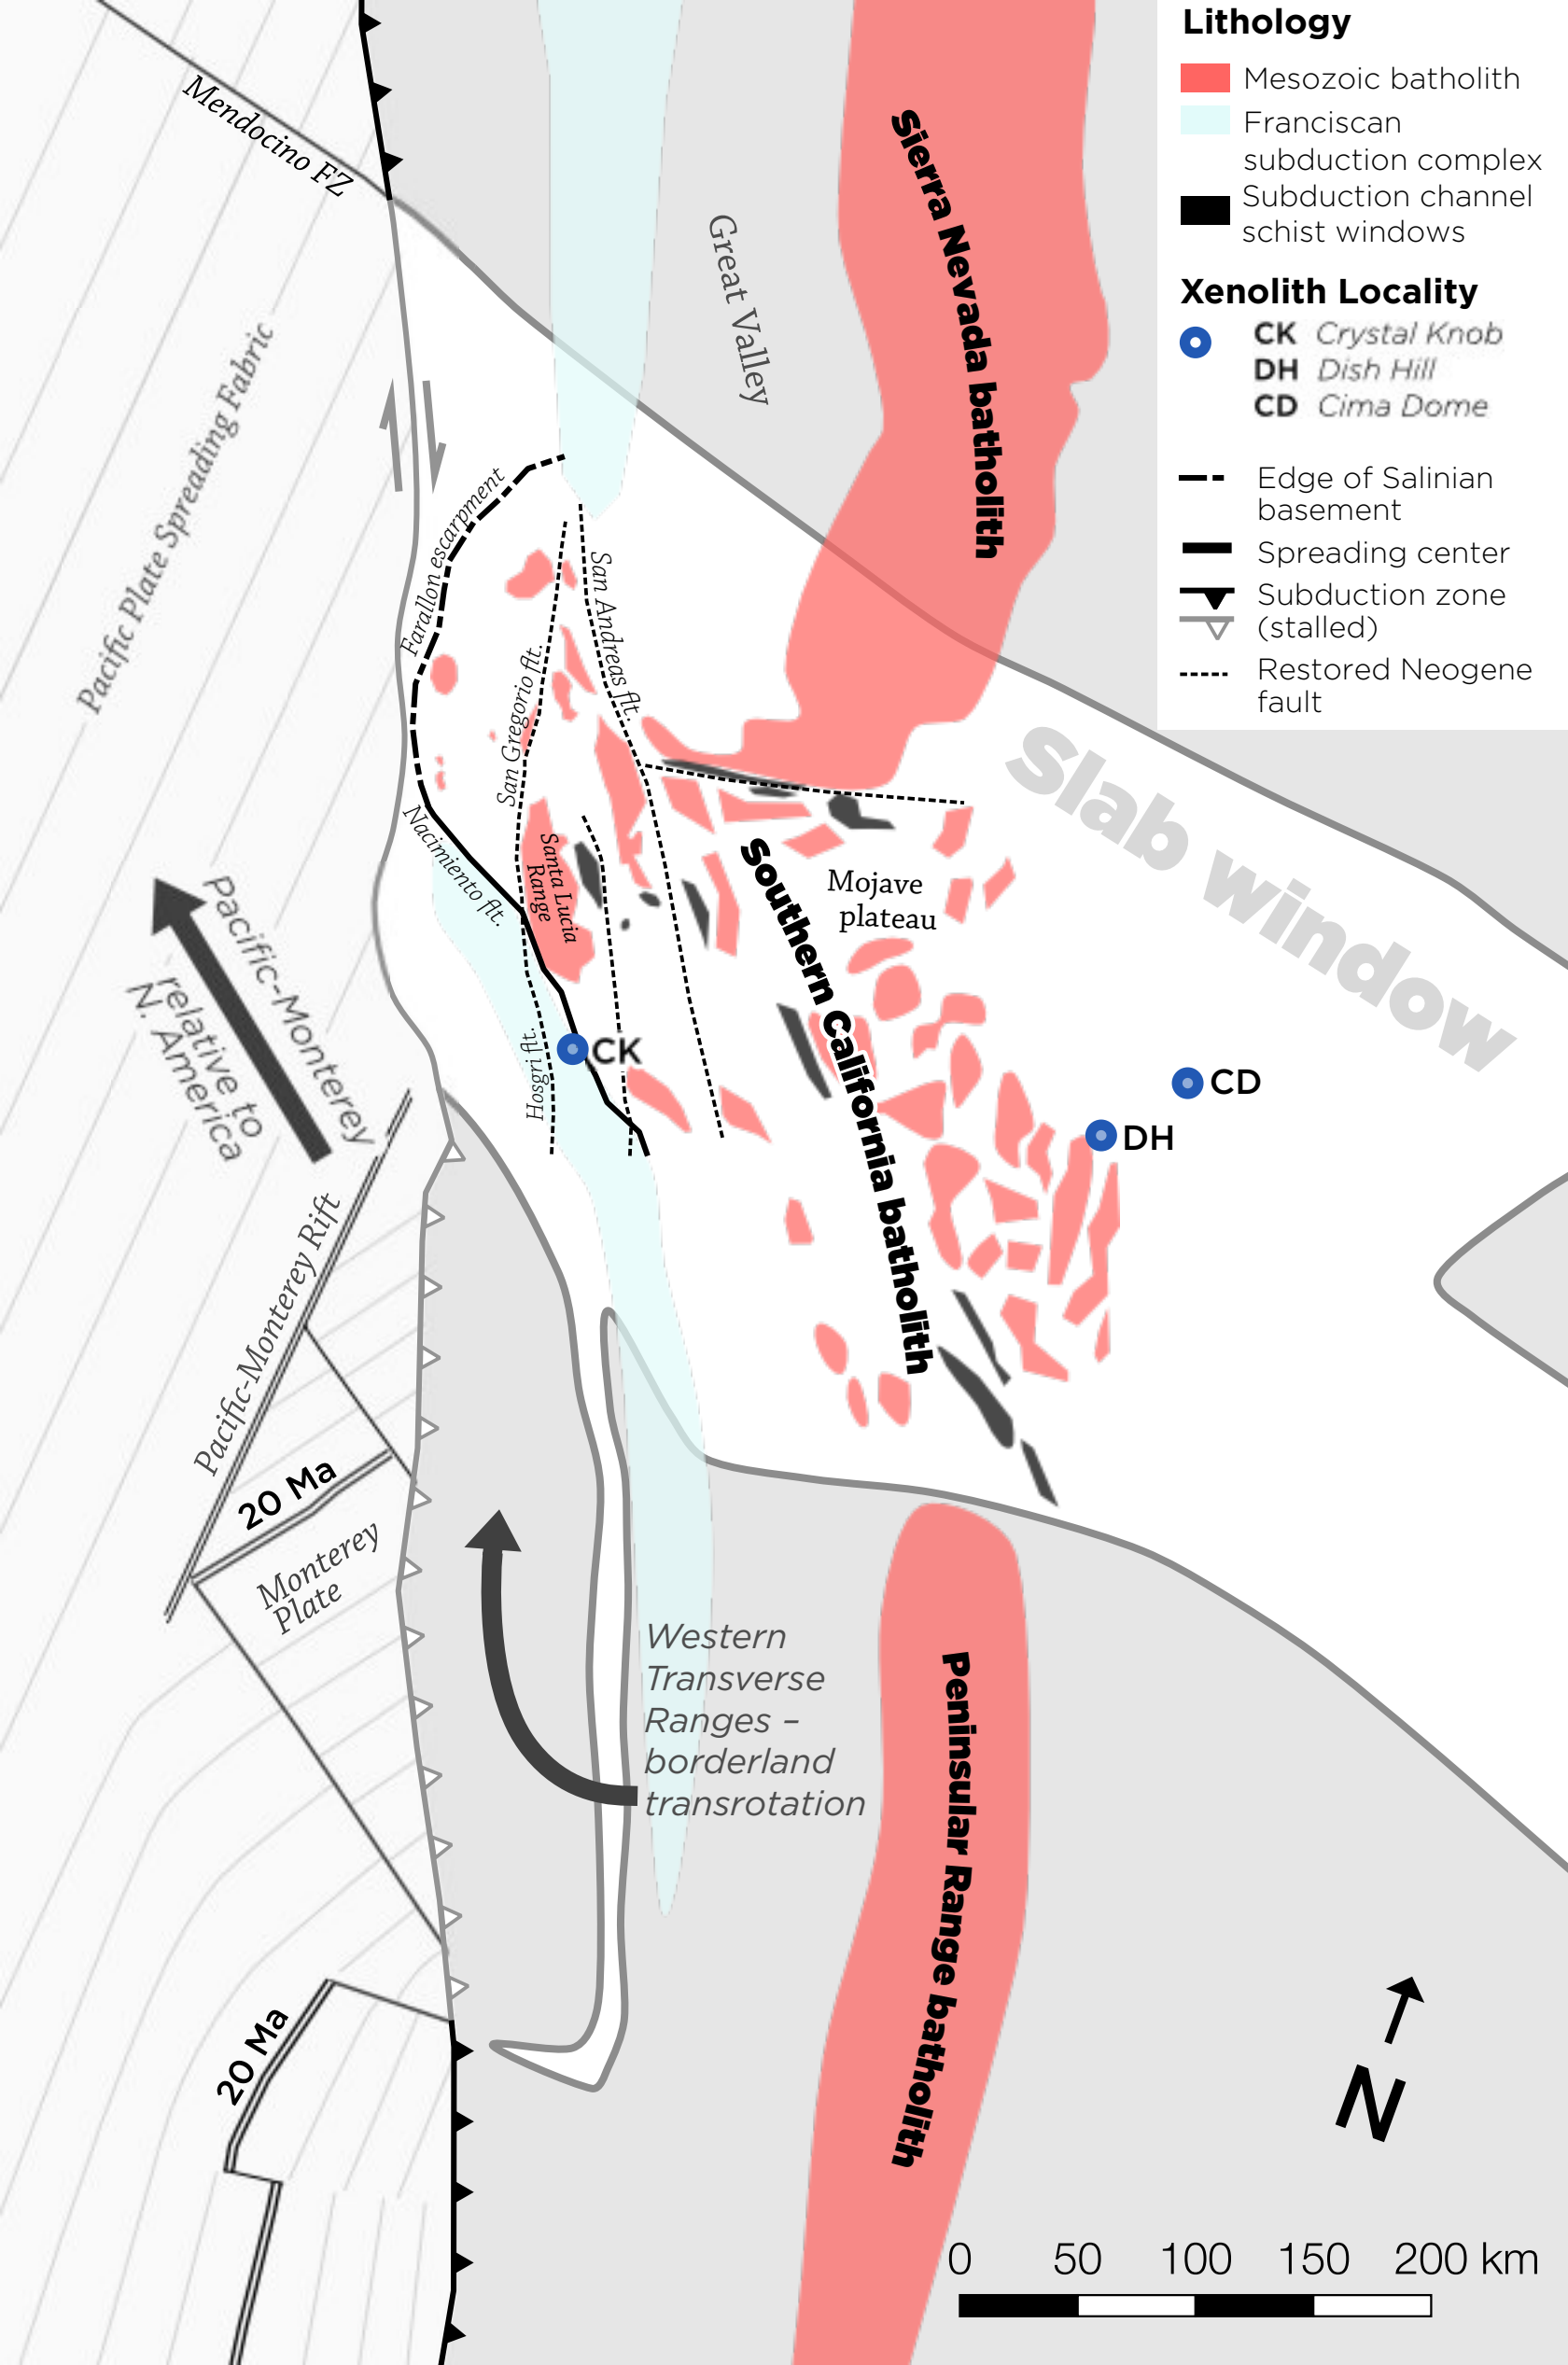 Lithology
Mesozoic batholith
Franciscan
subduction complex
Subduction channel
schist windows
Xenolith Locality
CK Crystal Knob
DH Dish Hill
CD Cima Dome
Edge of Salinian
basement
Spreading center
Subduction zone
(stalled)
Restored Neogene
fault
Mendocino FZ
Great Valley
Sierra Nevada batholith
Pacific Plate Spreading Fabric
Farallon escarpment
San Andreas flt.
San Gregorio flt.
Nacimiento flt.
Santa Lucia
Range
Slab window
Mojave
plateau
Southern California batholith
Pacific-Monterey
relative to
N. America
Hosgri flt.
CK
CD
DH
Pacific-Monterey Rift
20 Ma
Monterey
Plate
Western
Transverse
Ranges –
borderland
transrotation
Peninsular Range batholith
20 Ma
N
0 50 100 150 200 km